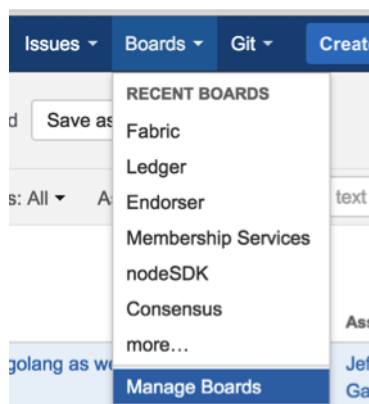 Issues Boards Git Create
RECENT BOARDS
d Save as
Fabric
Ledger
s: All A Endorser text
Membership Services
nodeSDK
Consensus
Ass
more…
golang as we Jef
Manage Boards Ga